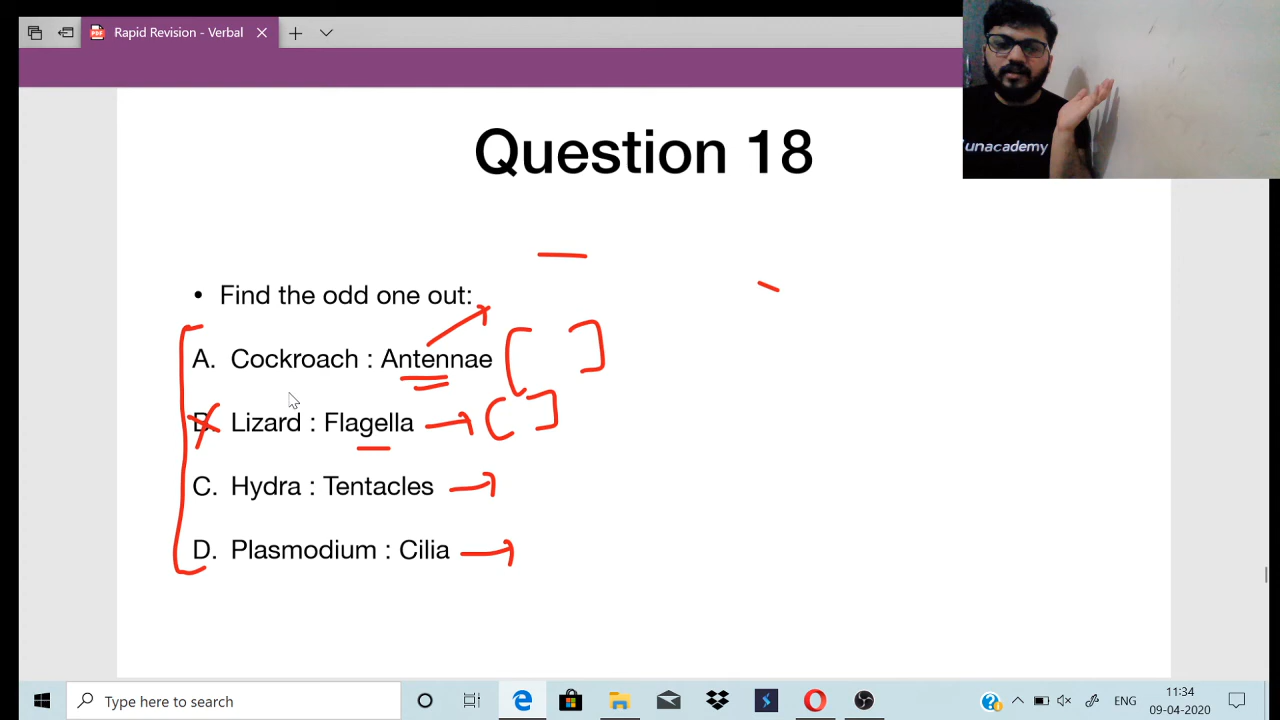 Rapid Revision - Verbal
unacademy
Question 18
• Find the odd one out:
A. Cockroach : Antennae
B. Lizard : Flagella
C. Hydra : Tentacles
D. Plasmodium : Cilia
Type here to search
ENG
11:34
09-04-2020